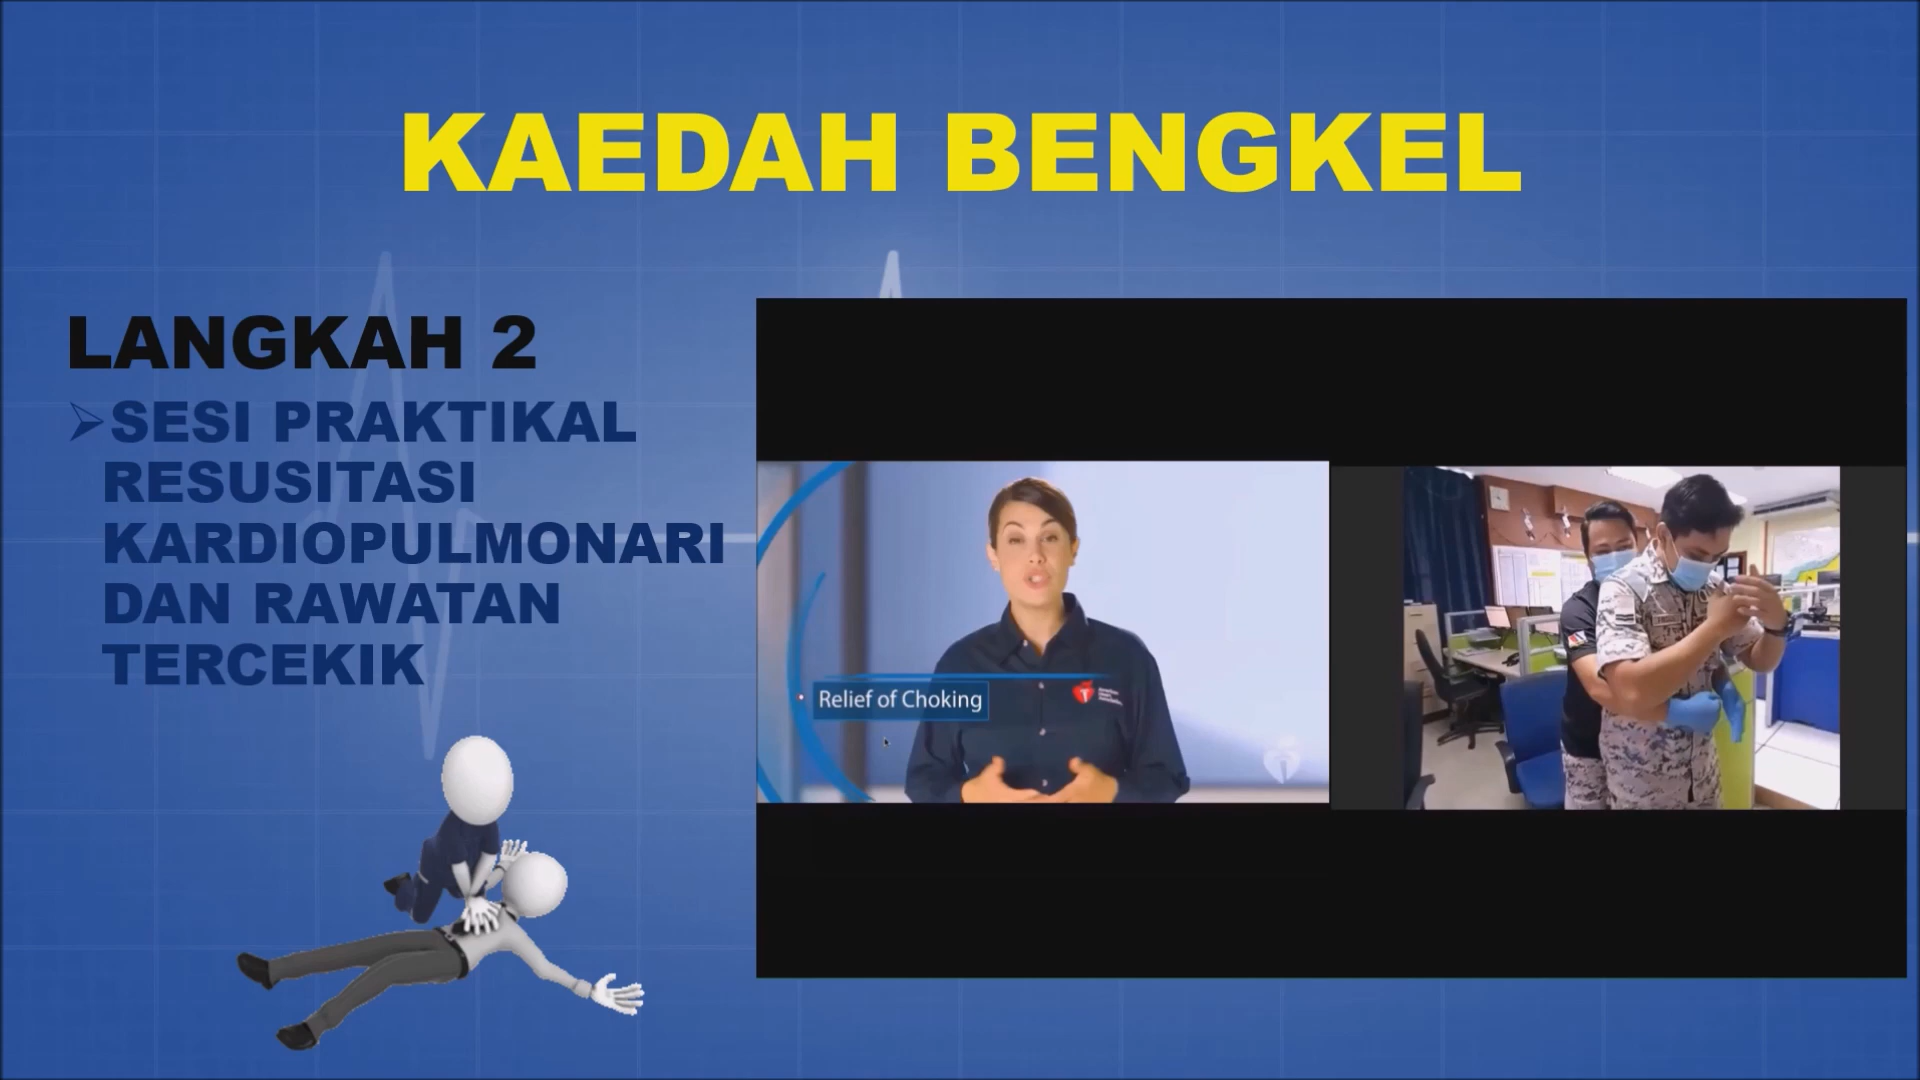 KAEDAH BENGKEL
LANGKAH 2
SESI PRAKTIKAL
RESUSITASI
KARDIOPULMONARI
DAN RAWATAN
TERCEKIK
Relief of Choking